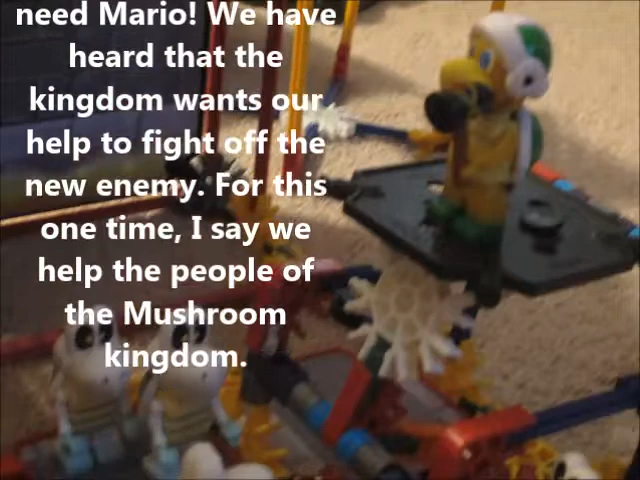 need Mario! We have
heard that the
kingdom wants our
help to fight off the
new enemy. For this
one time, I say we
help the people of
the Mushroom
kingdom.